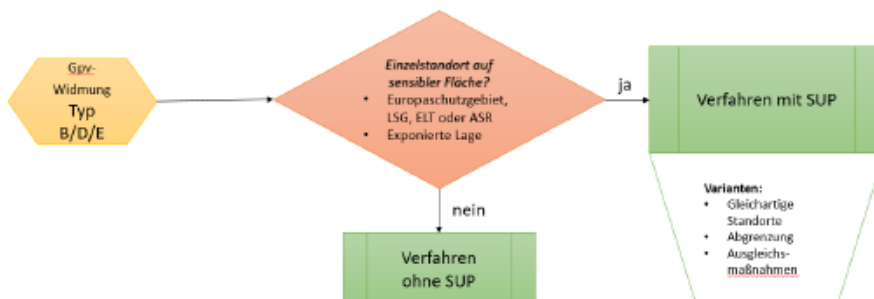 Gpv-
Widmung
Typ
B/D/E
Einzelstandort auf
sensibler Fläche?
• Europaschutzgebiet,
LSG, ELT oder ASR
• Exponierte Lage
ja
Verfahren mit SUP
nein
Verfahren
ohne SUP
Varianten:
• Gleichartige
Standorte
• Abgrenzung
• Ausgleichs-
maßnahmen